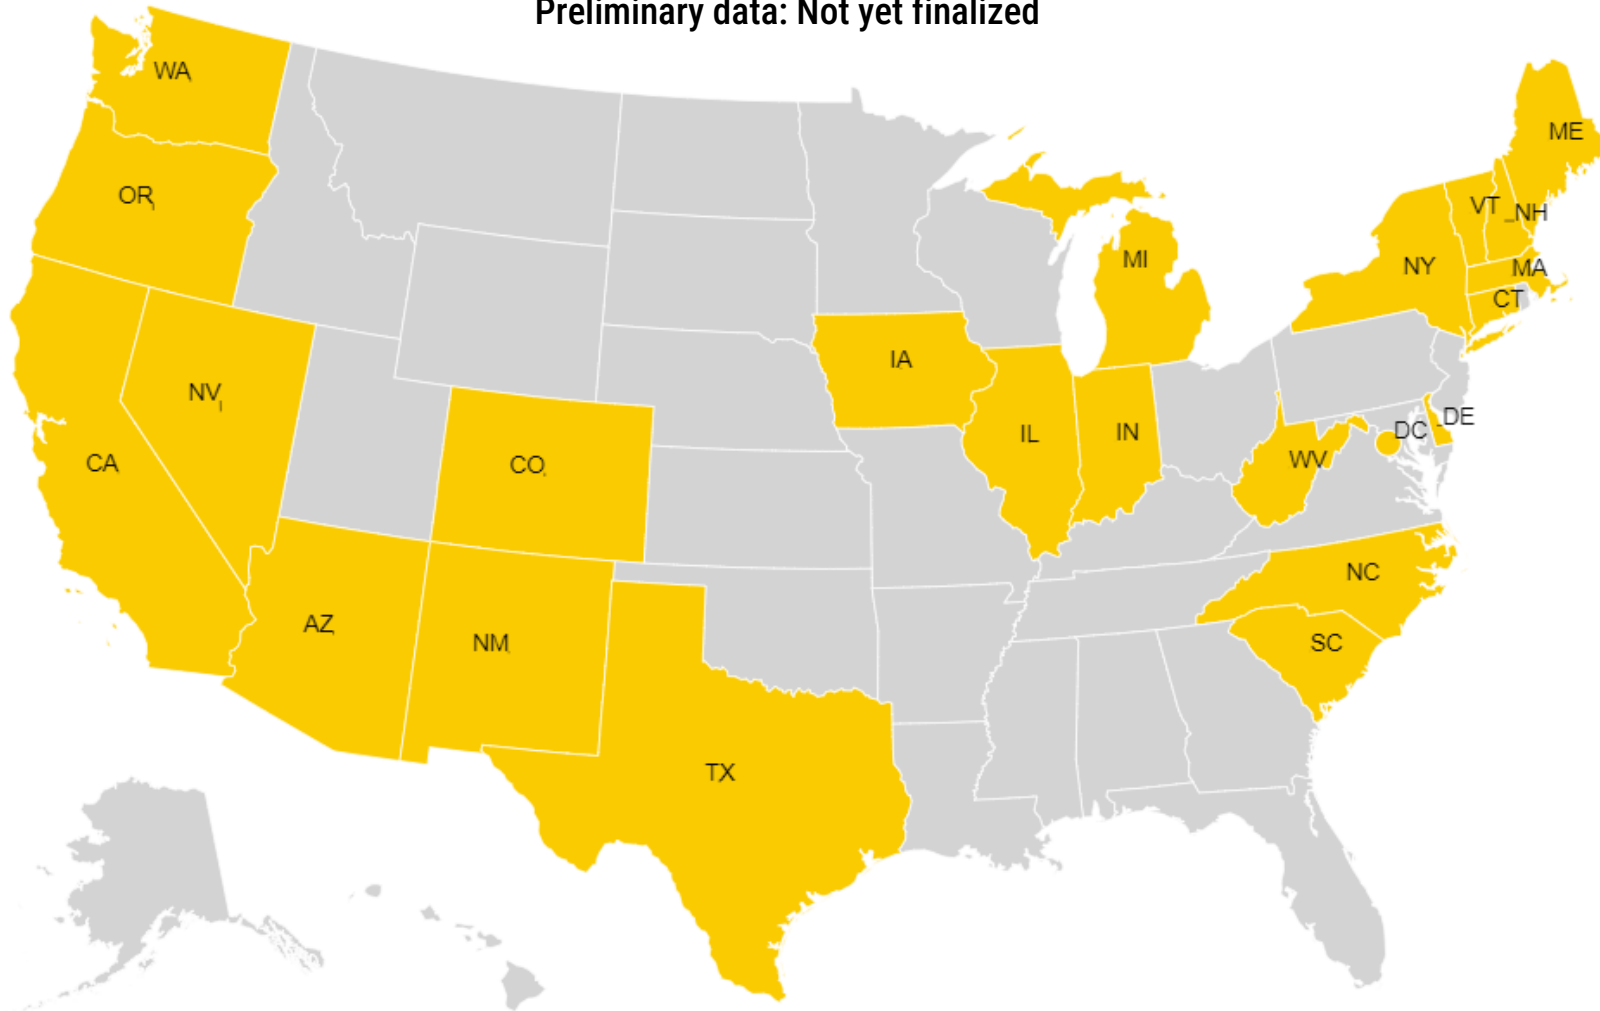 Preliminary data: Not yet finalized
WA
ME
OR
VT
NH
MI
NY
MA
CT
IA
NV
DE
DC
IL
IN
WV
CA
CO
NC
AZ
NM
SC
TX